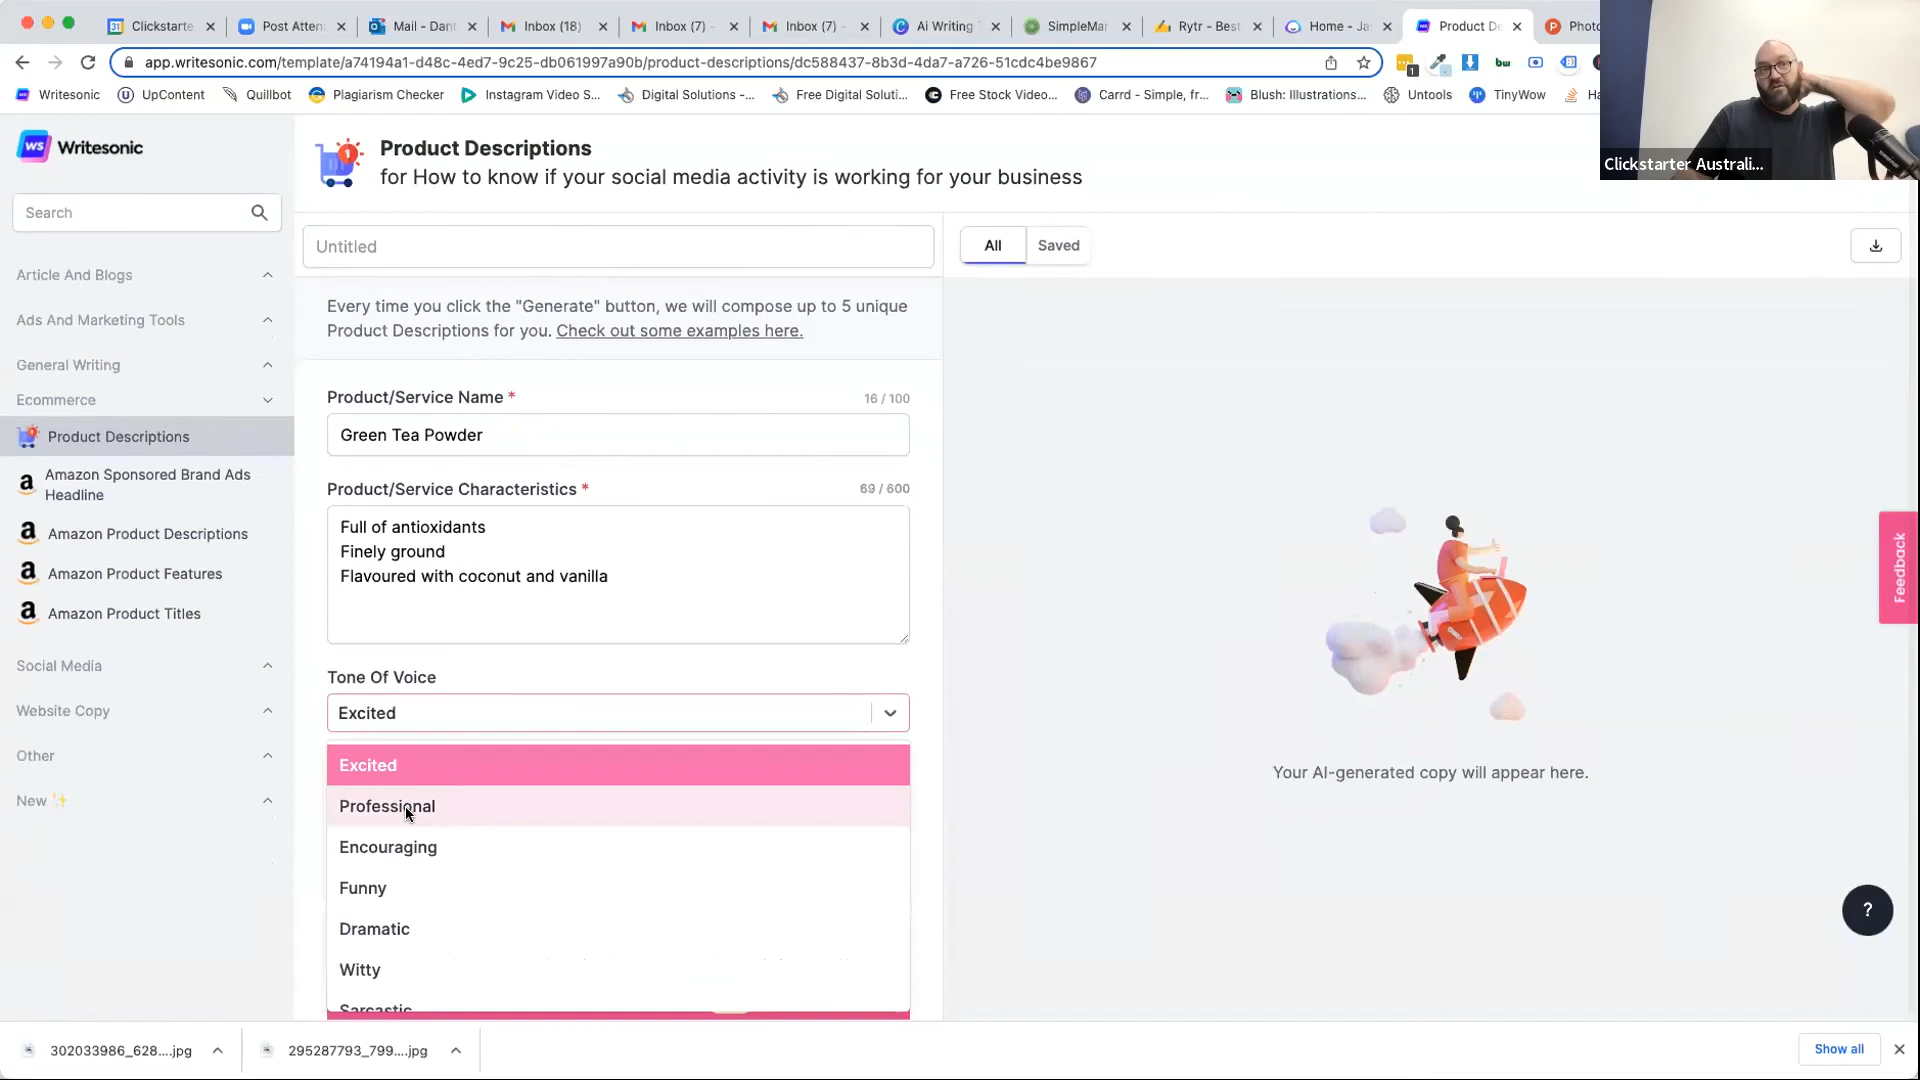 Clickstarte
Post Atten
Mail - Dant
Inbox (18)
Inbox (7) -
Inbox (7) -
Ai Writing
SimpleMar
Rytr - Best
Home - Ja
Product De
Photo
app.writesonic.com/template/a74194a1-d48c-4ed7-9c25-db061997a90b/product-descriptions/dc588437-8b3d-4da7-a726-51cdc4be9867
Writesonic
UpContent
Quillbot
Plagiarism Checker
Instagram Video S...
Digital Solutions -...
Free Digital Soluti...
Free Stock Video...
Carrd - Simple, fr...
Blush: Illustrations...
Untools
TinyWow
Clickstarter Australi...
WS Writesonic
Product Descriptions
for How to know if your social media activity is working for your business
Search
Article And Blogs
Ads And Marketing Tools
General Writing
Ecommerce
Product Descriptions
Amazon Sponsored Brand Ads
Headline
Amazon Product Descriptions
Amazon Product Features
Amazon Product Titles
Social Media
Website Copy
Other
New
Untitled
Every time you click the "Generate" button, we will compose up to 5 unique
Product Descriptions for you. Check out some examples here.
Product/Service Name *
16 / 100
Green Tea Powder
Product/Service Characteristics *
69 / 600
Full of antioxidants
Finely ground
Flavoured with coconut and vanilla
Tone Of Voice
Excited
Excited
Professional
Encouraging
Funny
Dramatic
Witty
Sarcastic
All
Saved
Your AI-generated copy will appear here.
Feedback
?
302033986_628....jpg
295287793_799....jpg
Show all